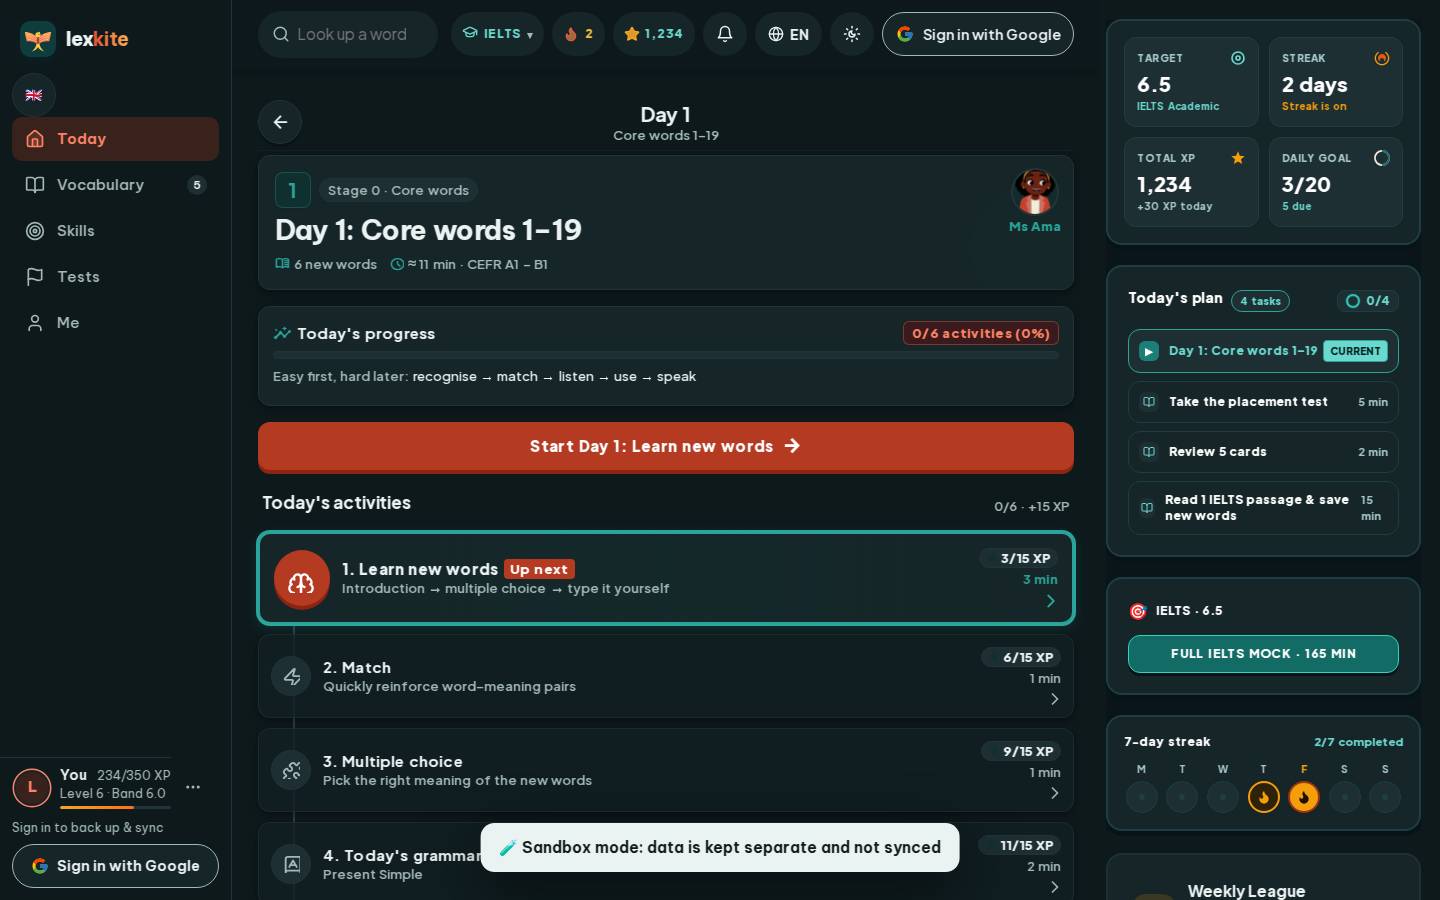 lexkite
Today
Vocabulary 5
Skills
Tests
Me
L
You 234/350 XP
Level 6 · Band 6.0
Sign in to back up & sync
Sign in with Google
Look up a word
IELTS ▾
2
1,234
EN
Sign in with Google
Day 1
Core words 1–19
1
Stage 0 · Core words
Day 1: Core words 1–19
6 new words ≈11 min · CEFR A1 – B1
Ms Ama
Today's progress
0/6 activities (0%)
Easy first, hard later: recognise → match → listen → use → speak
Start Day 1: Learn new words →
Today's activities
0/6 · +15 XP
1. Learn new words Up next
Introduction → multiple choice → type it yourself
3/15 XP
3 min
2. Match
Quickly reinforce word–meaning pairs
6/15 XP
1 min
3. Multiple choice
Pick the right meaning of the new words
9/15 XP
1 min
4. Today's grammar
Present Simple
11/15 XP
2 min
🧪 Sandbox mode: data is kept separate and not synced
TARGET
6.5
IELTS Academic
STREAK
2 days
Streak is on
TOTAL XP
1,234
+30 XP today
DAILY GOAL
3/20
5 due
Today's plan 4 tasks 0/4
Day 1: Core words 1–19 CURRENT
Take the placement test 5 min
Review 5 cards 2 min
Read 1 IELTS passage & save new words 15 min
IELTS · 6.5
FULL IELTS MOCK · 165 MIN
7-day streak 2/7 completed
M T W T F S S
Weekly League